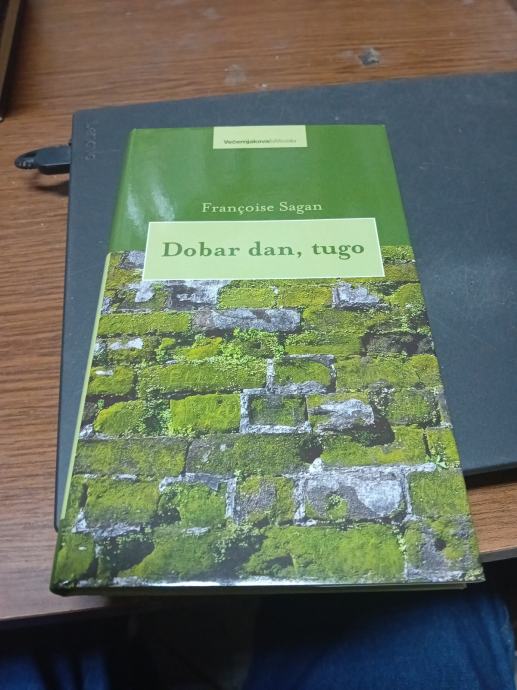 Večernjakova biblioteka
Françoise Sagan
Dobar dan, tugo